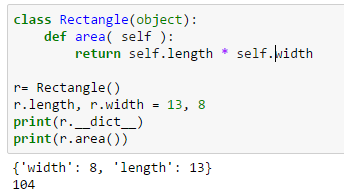 class Rectangle(object):
    def area( self ):
        return self.length * self.width
r= Rectangle()
r.length, r.width = 13, 8
print(r.__dict__)
print(r.area())
{'width': 8, 'length': 13}
104